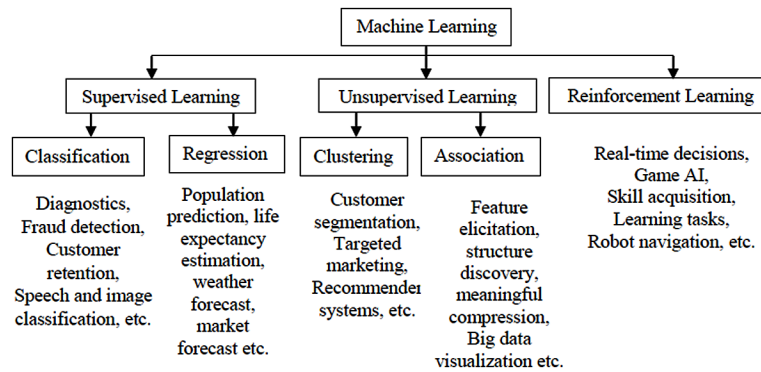 Machine Learning
Supervised Learning
Unsupervised Learning
Reinforcement Learning
Classification
Regression
Clustering
Association
Diagnostics,
Fraud detection,
Customer
retention,
Speech and image
classification, etc.
Population
prediction, life
expectancy
estimation,
weather
forecast,
market
forecast etc.
Customer
segmentation,
Targeted
marketing,
Recommender
systems, etc.
Feature
elicitation,
structure
discovery,
meaningful
compression,
Big data
visualization etc.
Real-time decisions,
Game AI,
Skill acquisition,
Learning tasks,
Robot navigation, etc.